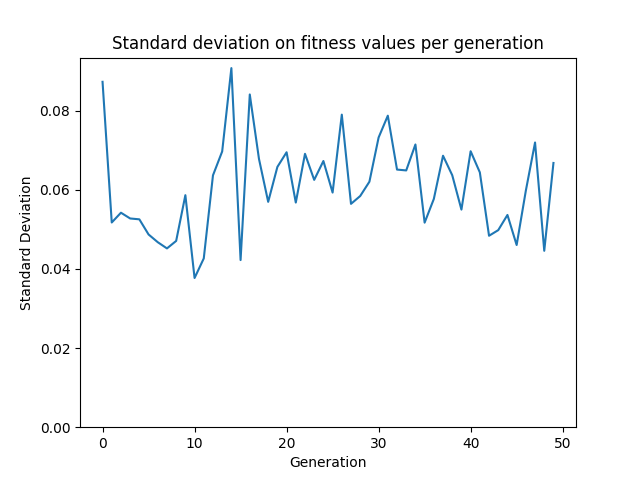 Standard deviation on fitness values per generation
Standard Deviation
0.08
0.06
0.04
0.02
0.00
0 10 20 30 40 50
Generation